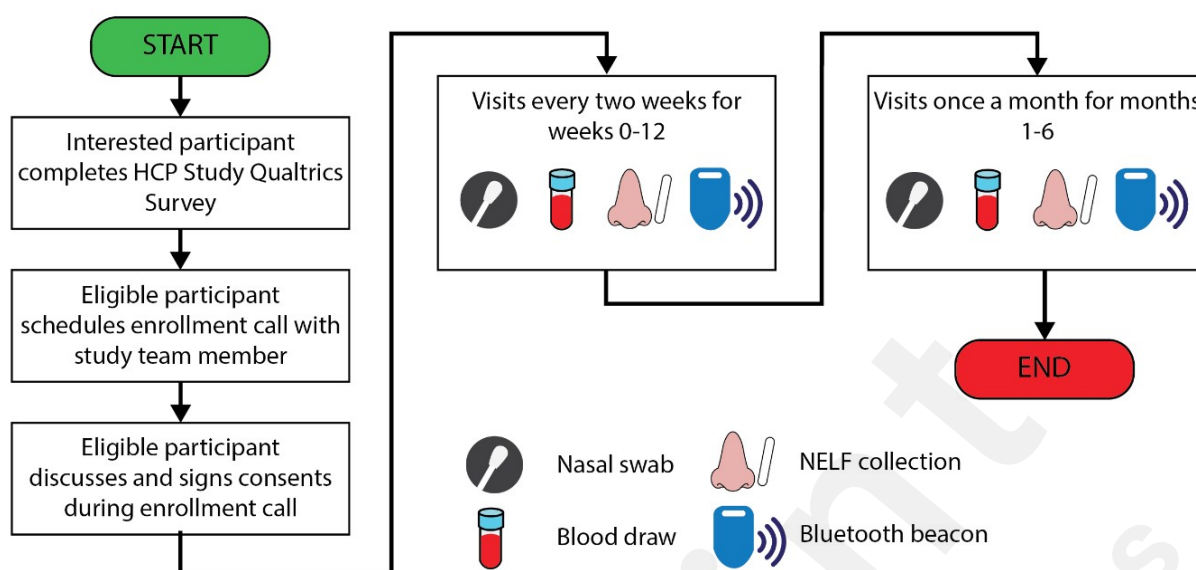 START
Interested participant
completes HCP Study Qualtrics
Survey
Eligible participant
schedules enrollment call with
study team member
Eligible participant
discusses and signs consents
during enrollment call
Visits every two weeks for
weeks 0-12
Visits once a month for months
1-6
END
Nasal swab
NELF collection
Blood draw
Bluetooth beacon